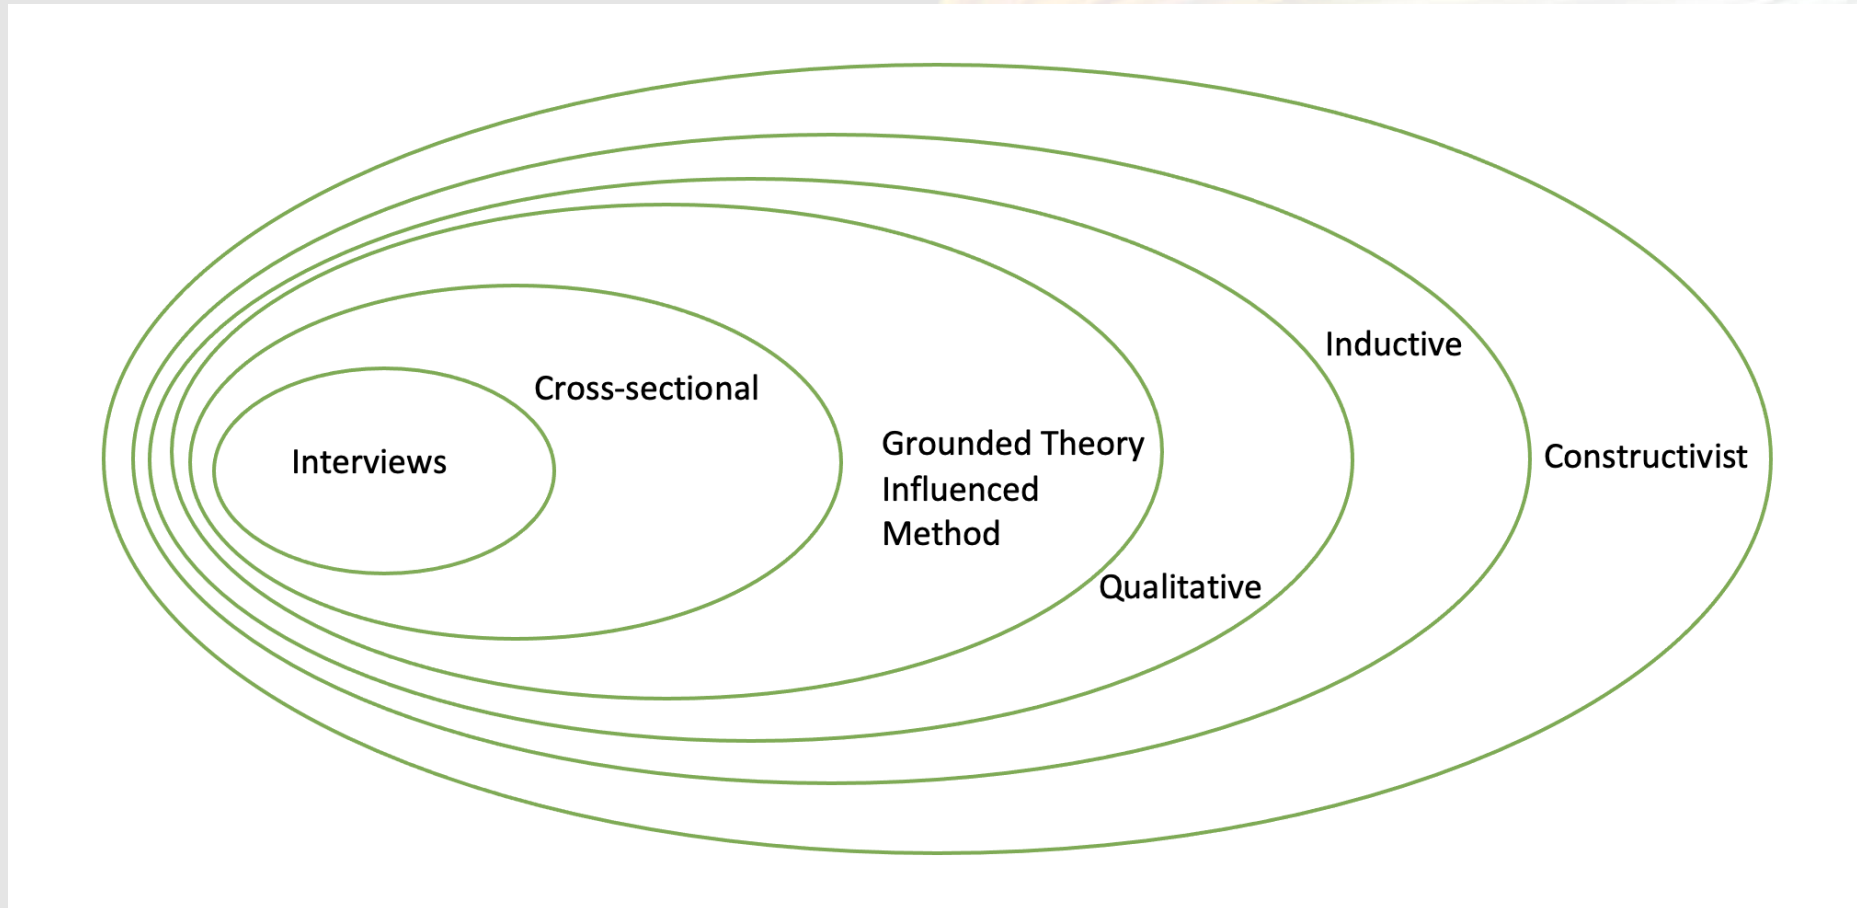 Inductive
Cross-sectional
Grounded Theory
Influenced
Method
Constructivist
Interviews
Qualitative